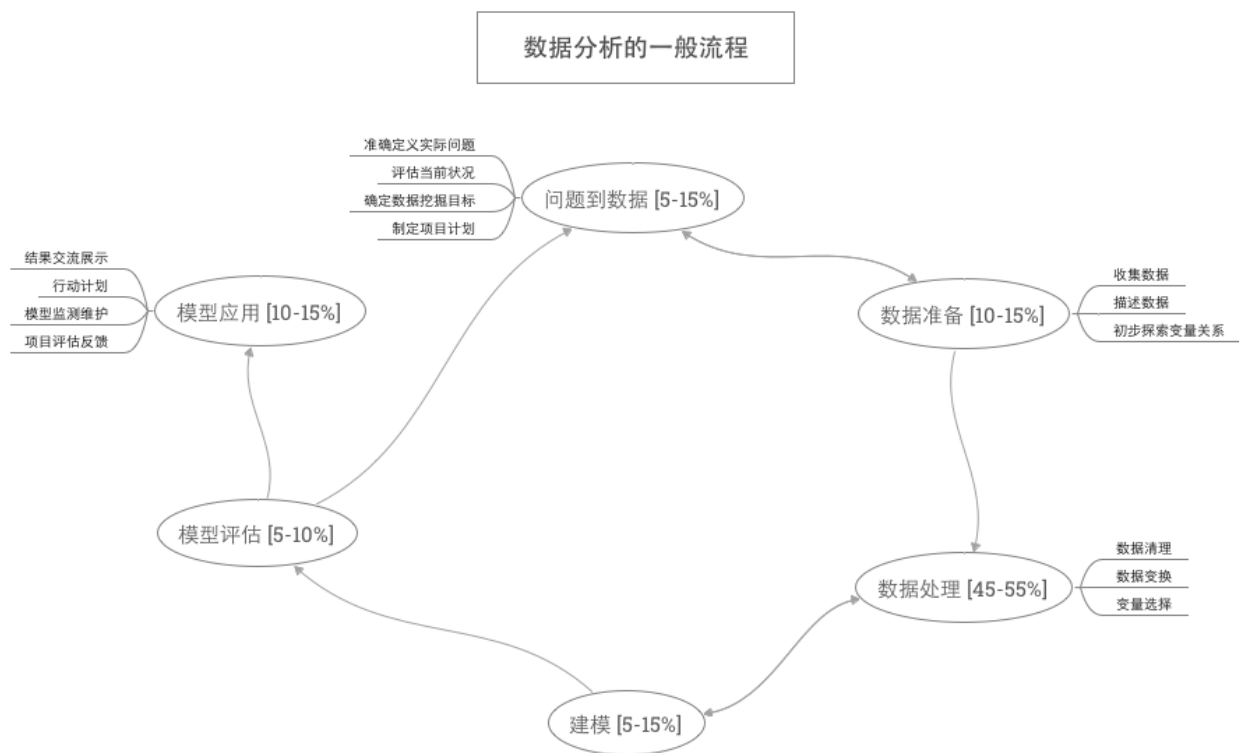 数据分析的一般流程
准确定义实际问题
评估当前状况
确定数据挖掘目标
制定项目计划
问题到数据 [5-15%]
结果交流展示
行动计划
模型监测维护
项目评估反馈
模型应用 [10-15%]
数据准备 [10-15%]
收集数据
描述数据
初步探索变量关系
模型评估 [5-10%]
数据处理 [45-55%]
数据清理
数据变换
变量选择
建模 [5-15%]